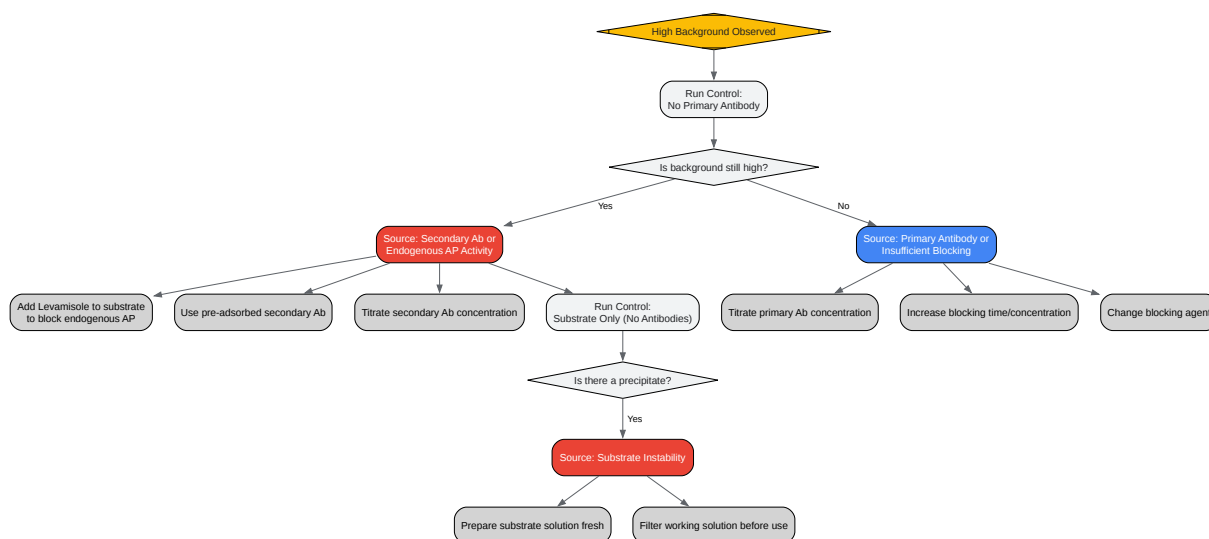 High Background Observed
Run Control:
No Primary Antibody
Is background still high?
Yes
No
Source: Secondary Ab or
Endogenous AP Activity
Source: Primary Antibody or
Insufficient Blocking
Add Levamisole to substrate
to block endogenous AP
Use pre-adsorbed secondary Ab
Titrate secondary Ab concentration
Run Control:
Substrate Only (No Antibodies)
Titrate primary Ab concentration
Increase blocking time/concentration
Change blocking agent
Is there a precipitate?
Yes
Source: Substrate Instability
Prepare substrate solution fresh
Filter working solution before use